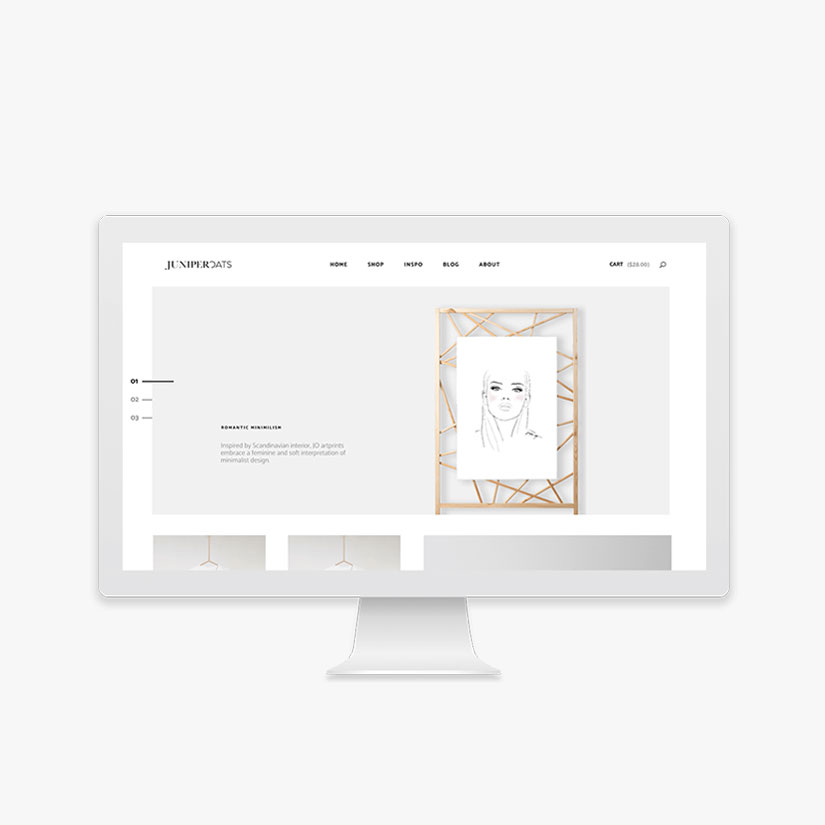 JUNIPEROATS
HOME SHOP INSPO BLOG ABOUT
CART ($28.00)
01
02
03
ROMANTIC MINIMILISM
Inspired by Scandinavian interior, JO artprints
embrace a feminine and soft interpretation of
minimalist design.